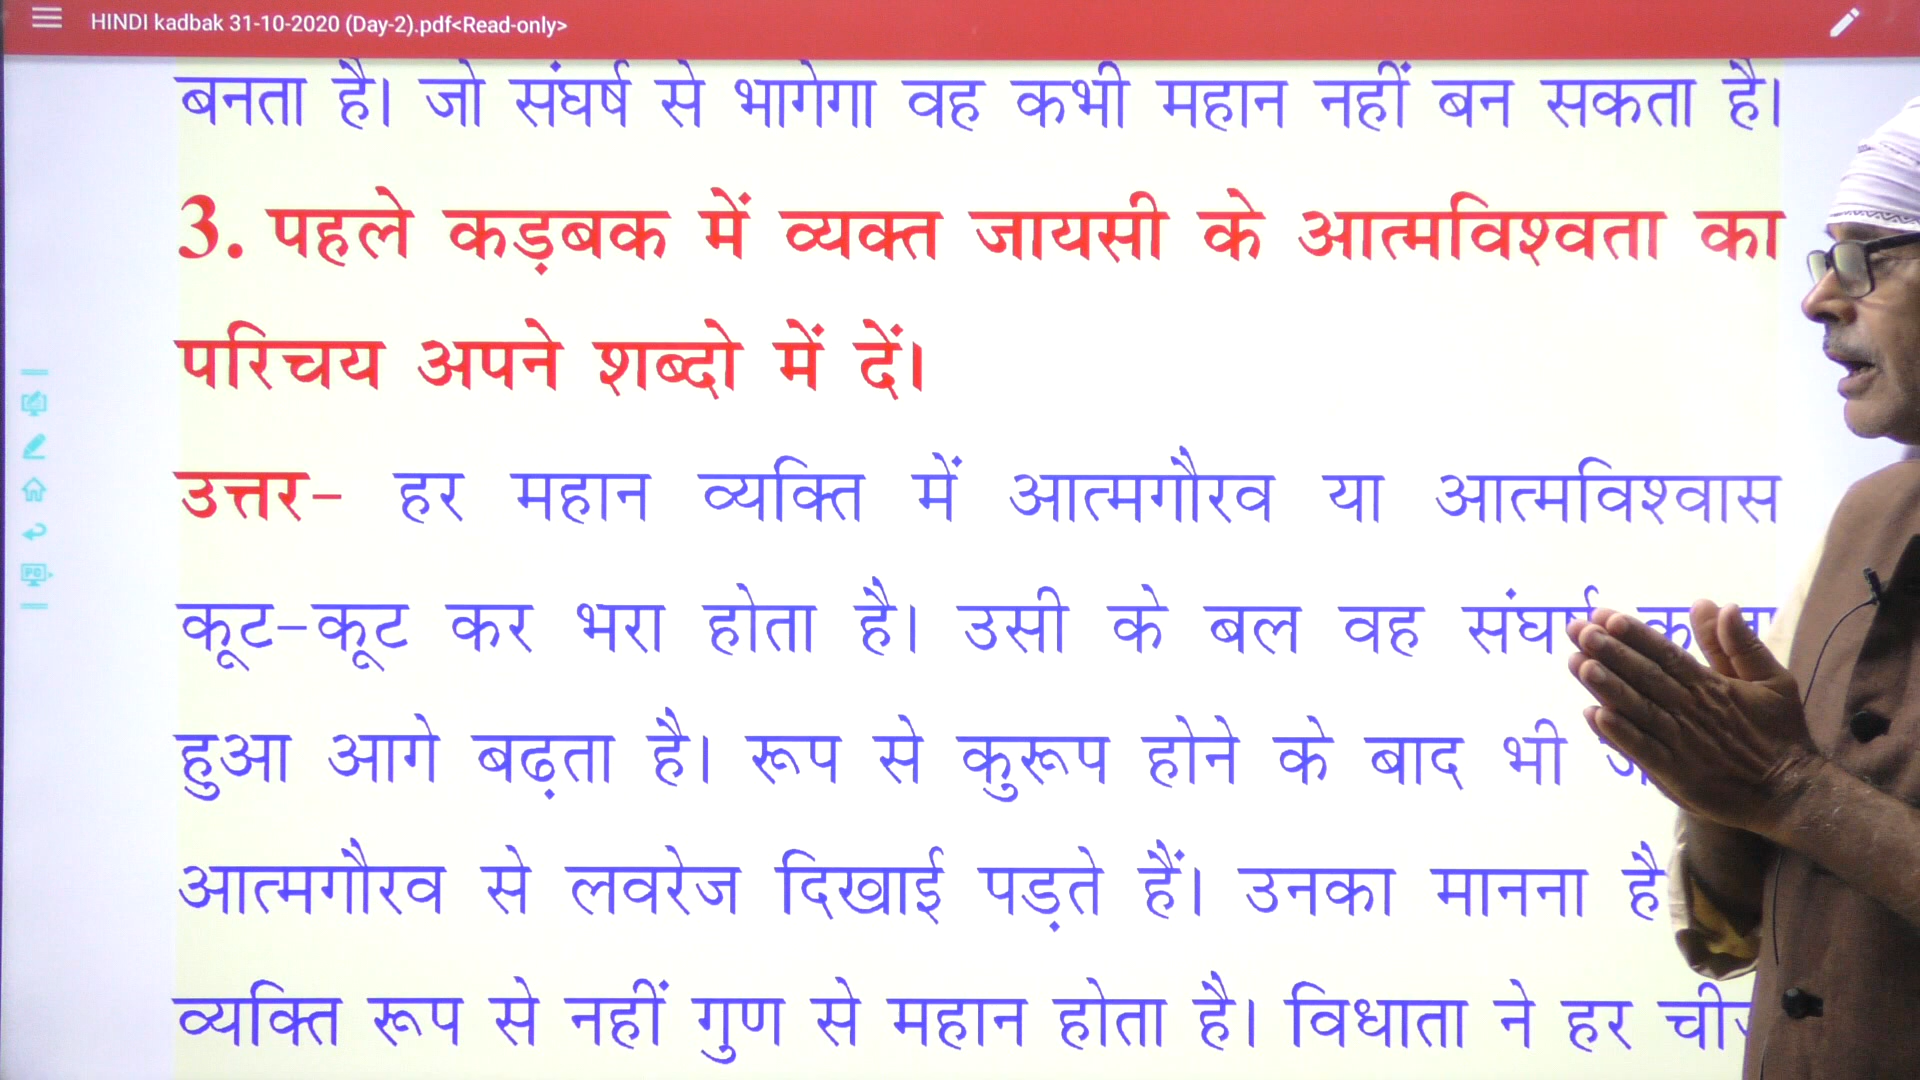 HINDI kadbak 31-10-2020 (Day-2).pdf<Read-only>
बनता है। जो संघर्ष से भागेगा वह कभी महान नहीं बन सकता है।
3. पहले कड़बक में व्यक्त जायसी के आत्मविश्वता का
परिचय अपने शब्दो में दें।
उत्तर- हर महान व्यक्ति में आत्मगौरव या आत्मविश्वास
कूट-कूट कर भरा होता है। उसी के बल वह संघर्ष
हुआ आगे बढ़ता है। रूप से कुरूप होने के बाद भी
आत्मगौरव से लवरेज दिखाई पड़ते हैं। उनका मानना है
व्यक्ति रूप से नहीं गुण से महान होता है। विधाता ने हर
PC